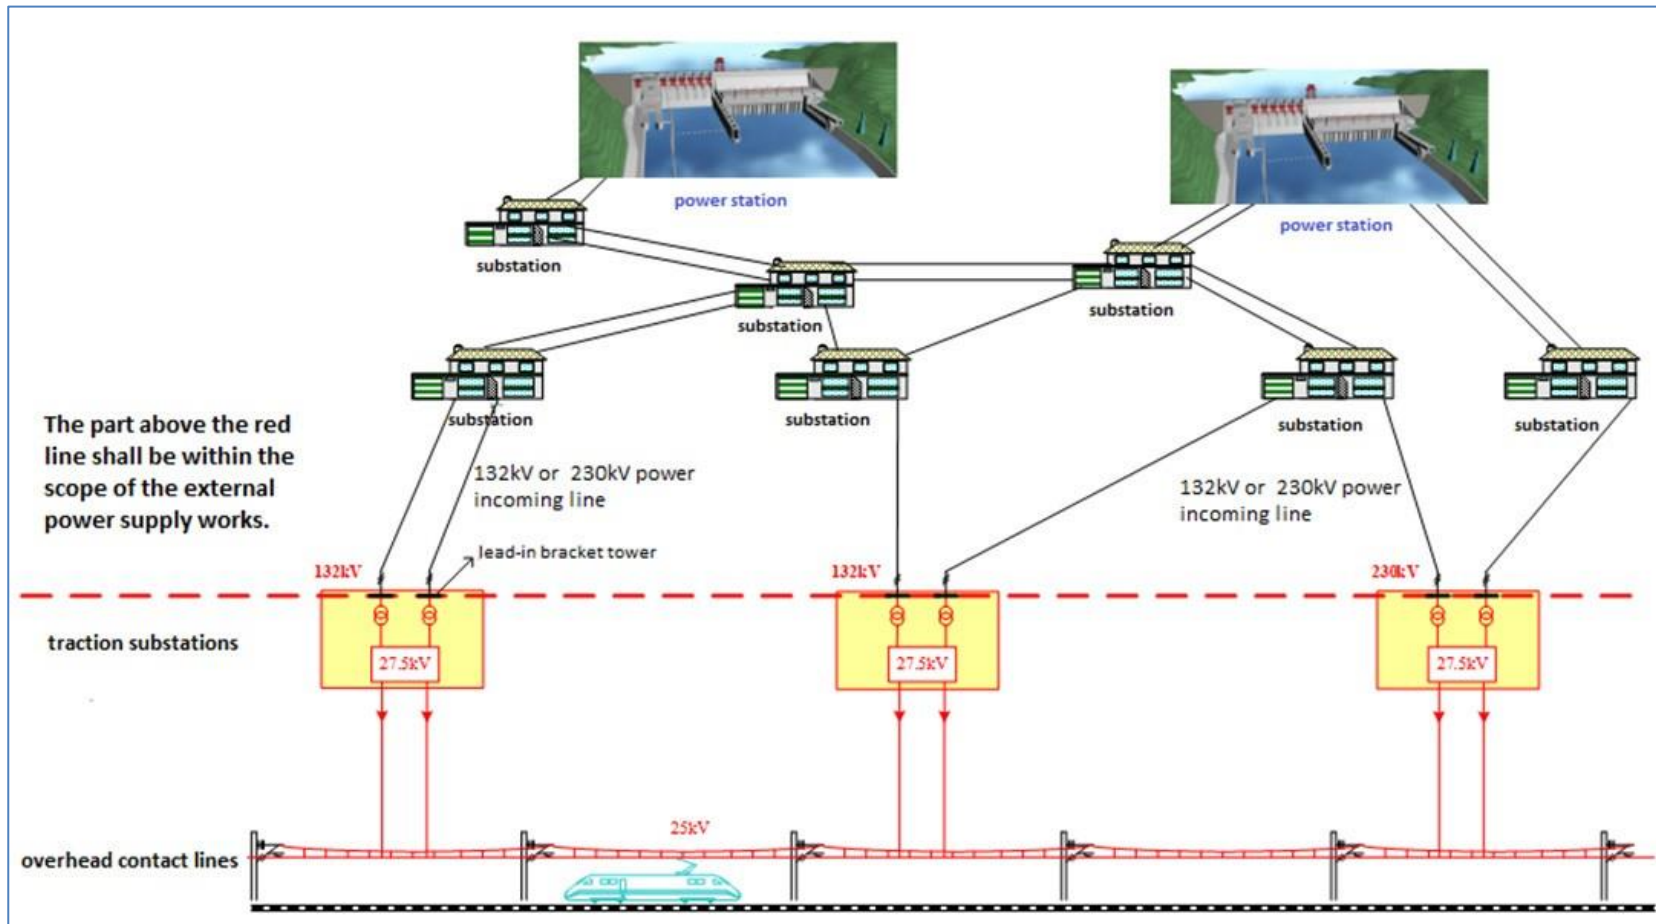 power station
power station
substation
substation
substation
substation
substation
substation
substation
The part above the red
line shall be within the
scope of the external
power supply works.
132kV or 230kV power
incoming line
132kV or 230kV power
incoming line
lead-in bracket tower
132kV
132kV
230kV
traction substations
27.5kV
27.5kV
27.5kV
25kV
overhead contact lines